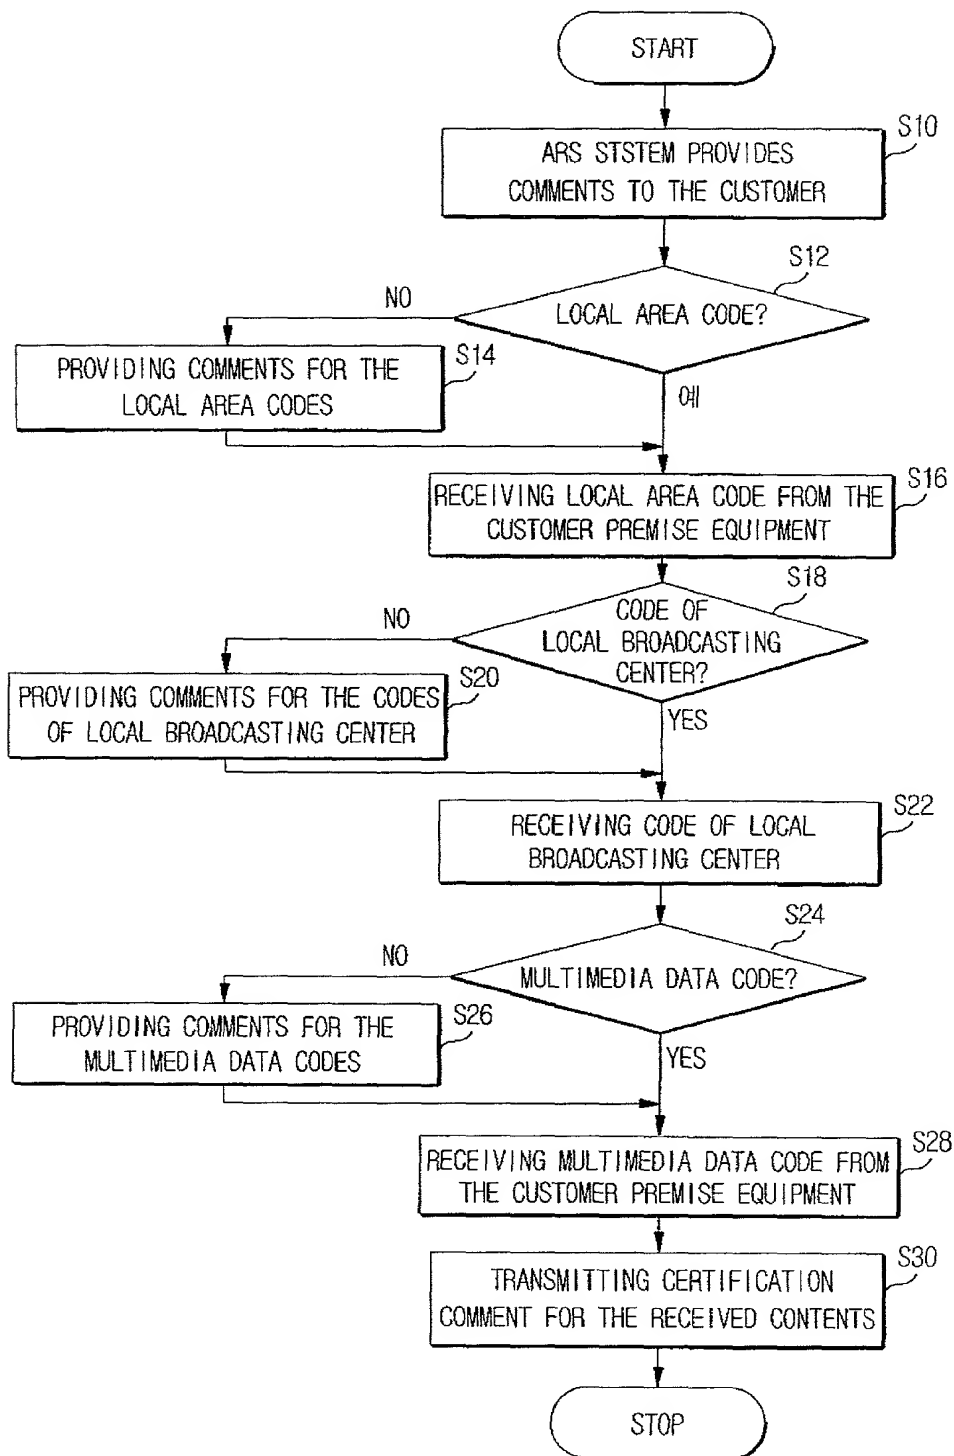 START
S10
ARS STSTEM PROVIDES
COMMENTS TO THE CUSTOMER
S12
NO
LOCAL AREA CODE?
S14
PROVIDING COMMENTS FOR THE
LOCAL AREA CODES
예
S16
RECEIVING LOCAL AREA CODE FROM THE
CUSTOMER PREMISE EQUIPMENT
S18
NO
CODE OF
LOCAL BROADCASTING
CENTER?
S20
PROVIDING COMMENTS FOR THE CODES
OF LOCAL BROADCASTING CENTER
YES
S22
RECEIVING CODE OF LOCAL
BROADCASTING CENTER
S24
NO
MULTIMEDIA DATA CODE?
S26
PROVIDING COMMENTS FOR THE
MULTIMEDIA DATA CODES
YES
S28
RECEIVING MULTIMEDIA DATA CODE FROM
THE CUSTOMER PREMISE EQUIPMENT
S30
TRANSMITTING CERTIFICATION
COMMENT FOR THE RECEIVED CONTENTS
STOP